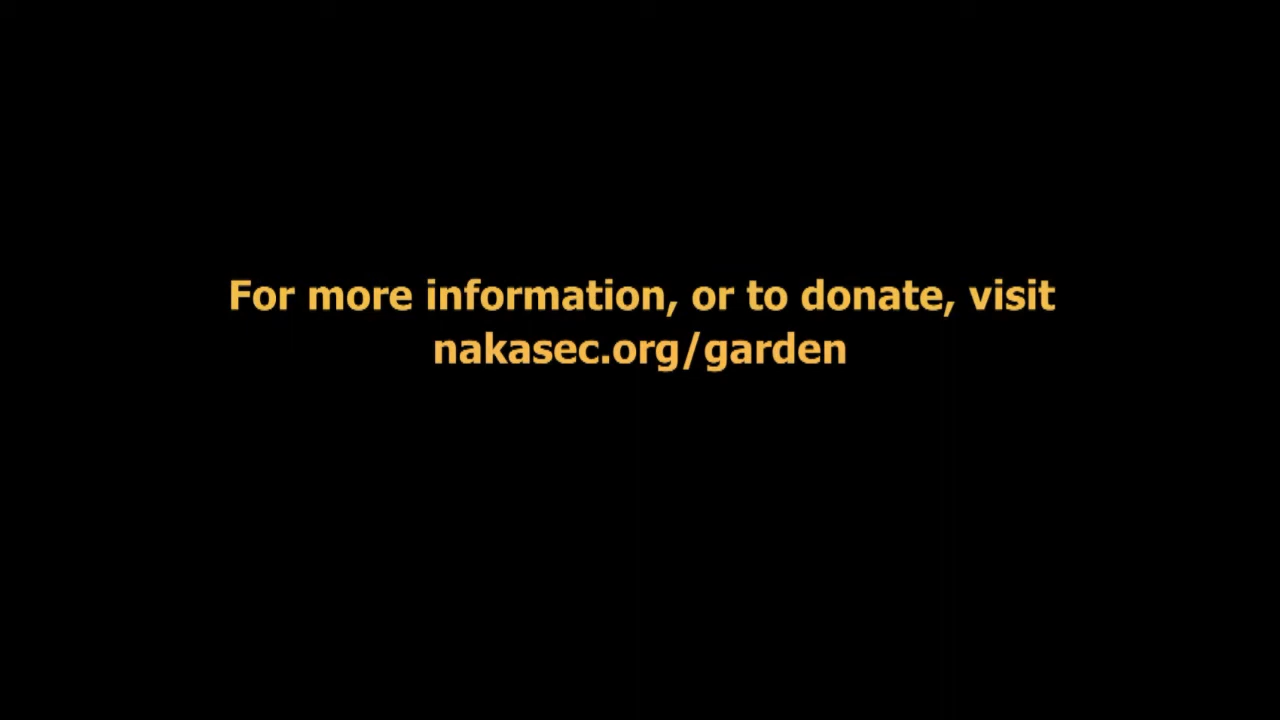 For more information, or to donate, visit
nakasec.org/garden